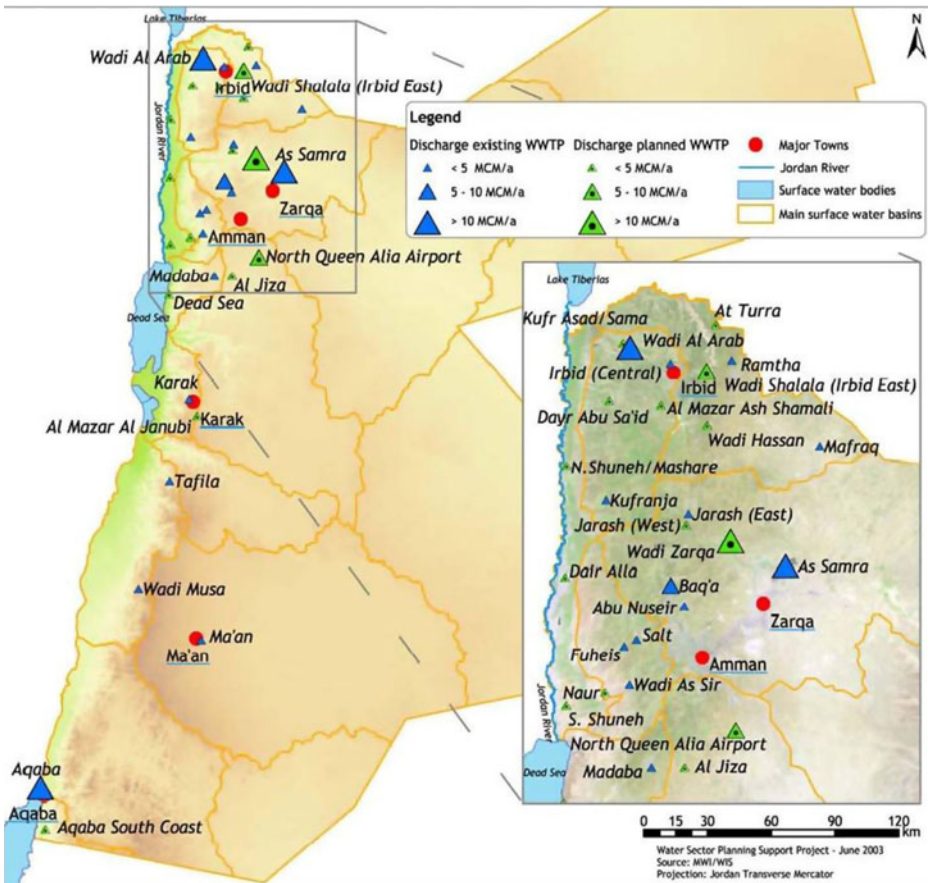 Lake Tiberias
N
Wadi Al Arab
Irbid
Wadi Shalala (Irbid East)
Jordan River
As Samra
Zarqa
Amman
North Queen Alia Airport
Madaba
Al Jiza
Dead Sea
Dead Sea
Karak
Karak
Al Mazar Al Janubi
Tafila
Wadi Musa
Ma'an
Ma'an
Aqaba
Aqaba
Aqaba South Coast
Legend
Discharge existing WWTP
< 5 MCM/a
5 - 10 MCM/a
> 10 MCM/a
Discharge planned WWTP
< 5 MCM/a
5 - 10 MCM/a
> 10 MCM/a
Major Towns
Jordan River
Surface water bodies
Main surface water basins
Lake Tiberias
Kufr Asad/Sama
At Turra
Wadi Al Arab
Ramtha
Irbid (Central)
Irbid
Wadi Shalala (Irbid East)
Dayr Abu Sa'id
Al Mazar Ash Shamali
Wadi Hassan
Mafraq
N.Shuneh/Mashare
Kufranja
Jarash (East)
Jarash (West)
Wadi Zarqa
As Samra
Dair Alla
Baq'a
Abu Nuseir
Zarqa
Salt
Fuheis
Amman
Wadi As Sir
Naur
S. Shuneh
Jordan River
North Queen Alia Airport
Dead Sea
Madaba
Al Jiza
0 15 30 60 90 120
km
Water Sector Planning Support Project - June 2003
Source: MWI/WIS
Projection: Jordan Transverse Mercator